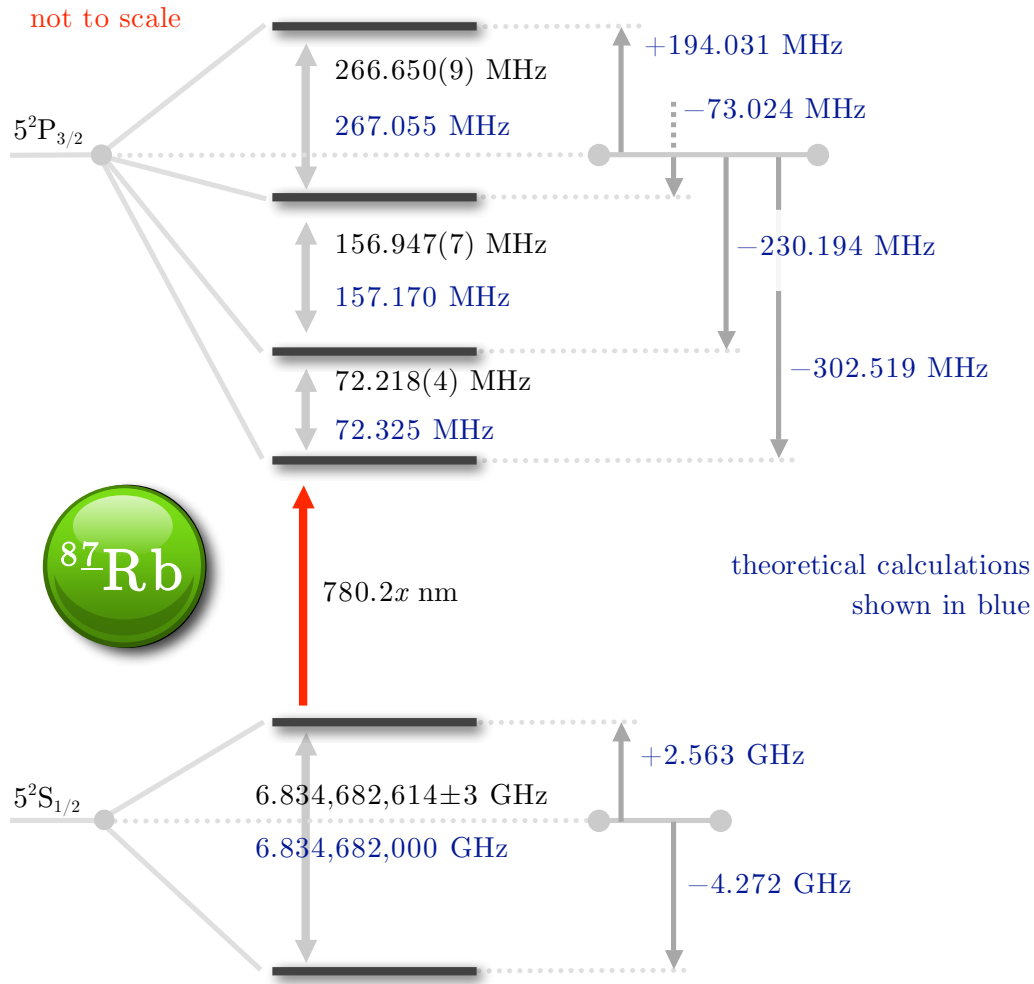 not to scale
+194.031 MHz
266.650(9) MHz
−73.024 MHz
5²P₃/₂
267.055 MHz
156.947(7) MHz
−230.194 MHz
157.170 MHz
72.218(4) MHz
−302.519 MHz
72.325 MHz
⁸⁷Rb
780.2x nm
theoretical calculations
shown in blue
+2.563 GHz
5²S₁/₂
6.834,682,614±3 GHz
6.834,682,000 GHz
−4.272 GHz